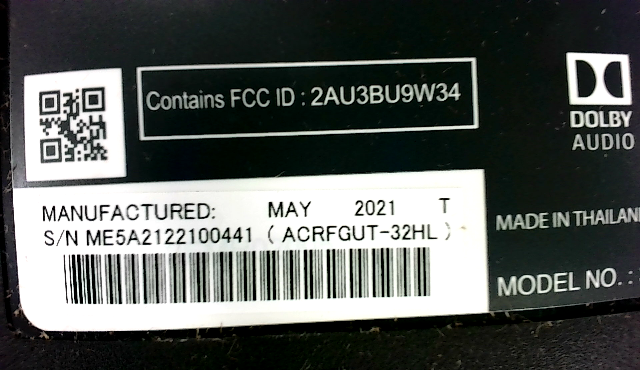 Contains FCC ID : 2AU3BU9W34
DOLBY
AUDIO
MANUFACTURED: MAY 2021 T
S/N ME5A2122100441 ( ACRFGUT-32HL )
MADE IN THAILAN
MODEL NO. :